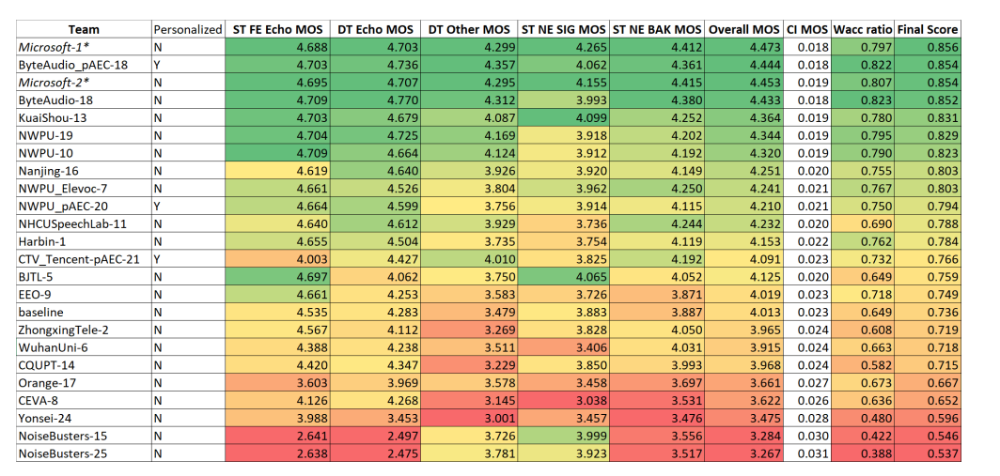 Team Personalized ST FE Echo MOS DT Echo MOS DT Other MOS ST NE SIG MOS ST NE BAK MOS Overall MOS CI MOS Wacc ratio Final Score
Microsoft-1* N 4.688 4.703 4.299 4.265 4.412 4.473 0.018 0.797 0.856
ByteAudio_pAEC-18 Y 4.703 4.736 4.357 4.062 4.361 4.444 0.018 0.822 0.854
Microsoft-2* N 4.695 4.707 4.295 4.155 4.415 4.453 0.019 0.807 0.854
ByteAudio-18 N 4.709 4.770 4.312 3.993 4.380 4.433 0.019 0.823 0.852
KuaiShou-13 N 4.703 4.679 4.087 4.099 4.252 4.364 0.019 0.780 0.831
NWPU-19 N 4.704 4.725 4.169 3.918 4.202 4.344 0.019 0.795 0.829
NWPU-10 N 4.709 4.664 4.124 3.912 4.192 4.320 0.019 0.790 0.823
Nanjing-16 N 4.619 4.640 3.926 3.920 4.149 4.251 0.020 0.755 0.803
NWPU_Elevoc-7 N 4.661 4.526 3.804 3.962 4.250 4.241 0.021 0.767 0.803
NWPU_pAEC-20 Y 4.664 4.599 3.756 3.914 4.115 4.210 0.021 0.750 0.794
NHCUSpeechLab-11 N 4.640 4.612 3.929 3.736 4.244 4.232 0.020 0.690 0.788
Harbin-1 N 4.655 4.504 3.735 3.754 4.119 4.153 0.022 0.762 0.784
CTV_Tencent-pAEC-21 Y 4.003 4.427 4.010 3.825 4.192 4.091 0.023 0.732 0.766
BJTL-5 N 4.697 4.062 3.750 4.065 4.052 4.125 0.020 0.649 0.759
EEO-9 N 4.661 4.253 3.583 3.726 3.871 4.019 0.023 0.718 0.749
baseline N 4.535 4.283 3.479 3.883 3.887 4.013 0.023 0.649 0.736
ZhongxingTele-2 N 4.567 4.112 3.269 3.828 4.050 3.965 0.024 0.608 0.719
WuhanUni-6 N 4.388 4.238 3.511 3.406 4.031 3.915 0.024 0.663 0.718
CQUPT-14 N 4.420 4.347 3.229 3.850 3.993 3.968 0.024 0.582 0.715
Orange-17 N 3.603 3.969 3.578 3.458 3.697 3.661 0.027 0.673 0.667
CEVA-8 N 4.126 4.268 3.145 3.038 3.531 3.622 0.026 0.636 0.652
Yonsei-24 N 3.988 3.453 3.001 3.457 3.476 3.475 0.028 0.480 0.596
NoiseBusters-15 N 2.641 2.497 3.726 3.999 3.556 3.284 0.030 0.422 0.546
NoiseBusters-25 N 2.638 2.475 3.781 3.923 3.517 3.267 0.031 0.388 0.537